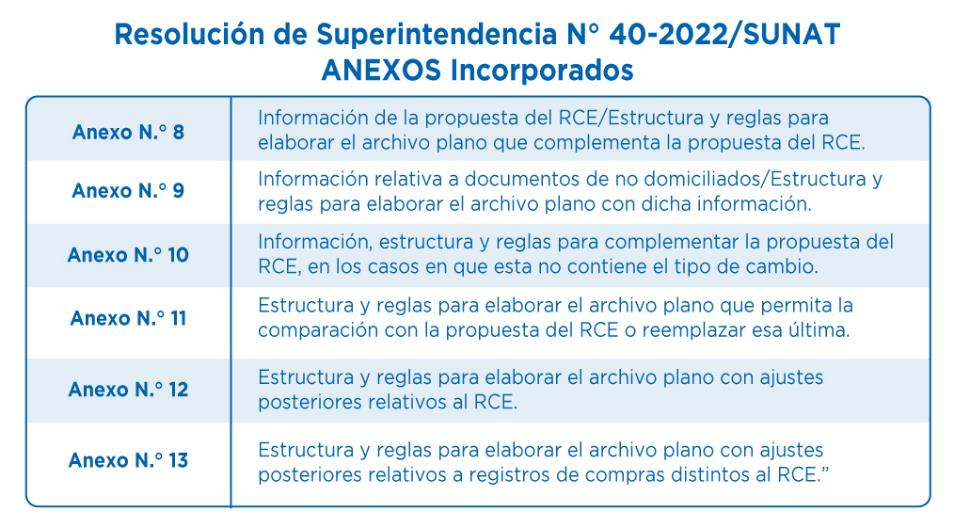 Resolución de Superintendencia N° 40-2022/SUNAT
ANEXOS Incorporados
Anexo N.° 8
Información de la propuesta del RCE/Estructura y reglas para
elaborar el archivo plano que complementa la propuesta del RCE.
Anexo N.° 9
Información relativa a documentos de no domiciliados/Estructura y
reglas para elaborar el archivo plano con dicha información.
Anexo N.° 10
Información, estructura y reglas para complementar la propuesta del
RCE, en los casos en que esta no contiene el tipo de cambio.
Anexo N.° 11
Estructura y reglas para elaborar el archivo plano que permita la
comparación con la propuesta del RCE o reemplazar esa última.
Anexo N.° 12
Estructura y reglas para elaborar el archivo plano con ajustes
posteriores relativos al RCE.
Anexo N.° 13
Estructura y reglas para elaborar el archivo plano con ajustes
posteriores relativos a registros de compras distintos al RCE.”